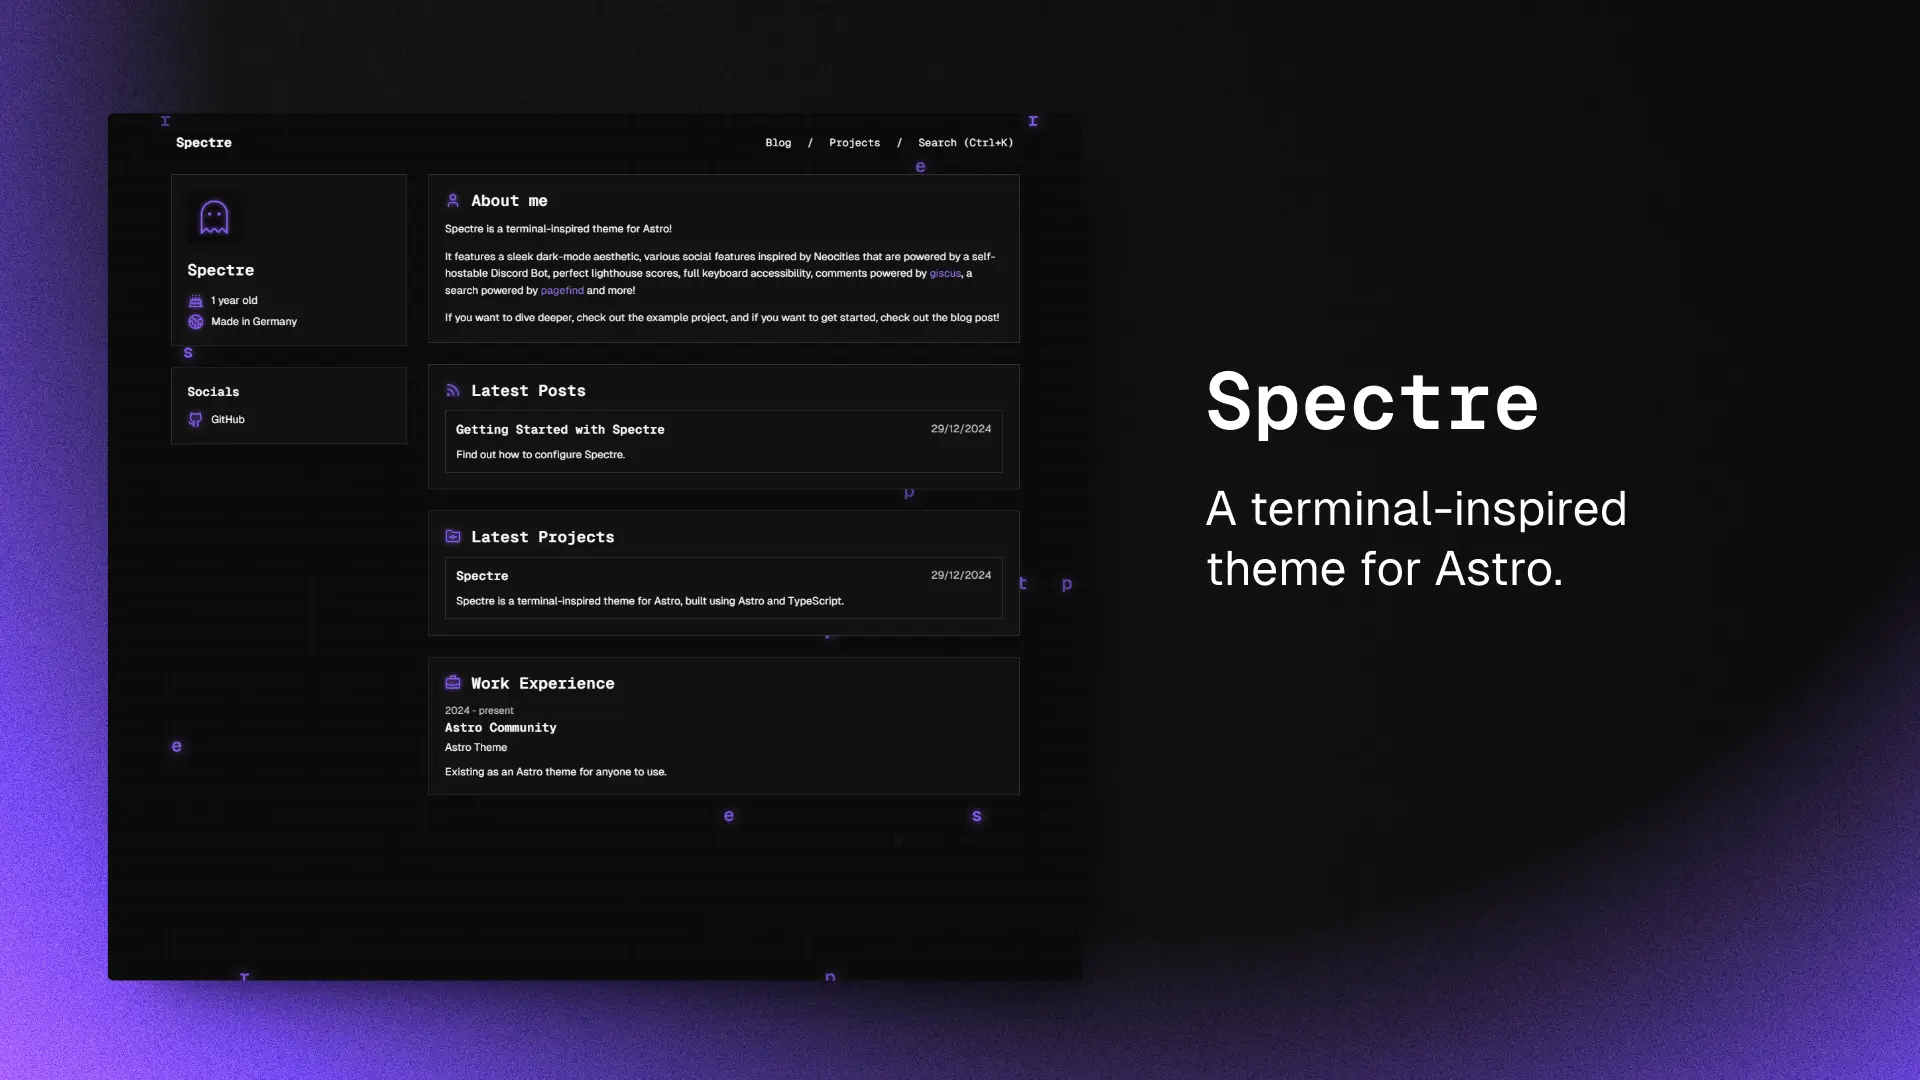 r
r
Spectre
Blog / Projects / Search (Ctrl+K)
e
Spectre
1 year old
Made in Germany
s
Socials
GitHub
About me
Spectre is a terminal-inspired theme for Astro!
It features a sleek dark-mode aesthetic, various social features inspired by Neocities that are powered by a self-
hostable Discord Bot, perfect lighthouse scores, full keyboard accessibility, comments powered by giscus, a
search powered by pagefind and more!
If you want to dive deeper, check out the example project, and if you want to get started, check out the blog post!
Latest Posts
Getting Started with Spectre
29/12/2024
Find out how to configure Spectre.
p
Latest Projects
Spectre
29/12/2024
Spectre is a terminal-inspired theme for Astro, built using Astro and TypeScript.
t p
Work Experience
2024 - present
Astro Community
Astro Theme
Existing as an Astro theme for anyone to use.
e
e
s
r
p
Spectre
A terminal-inspired
theme for Astro.